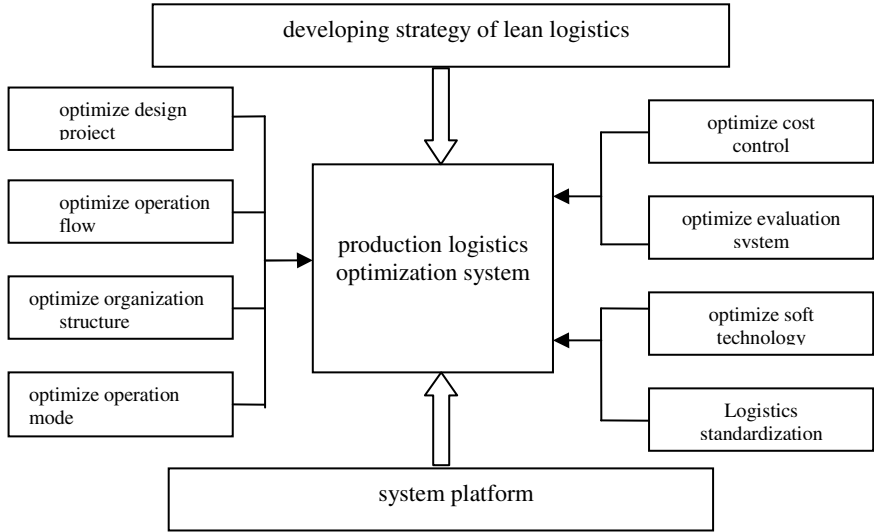 developing strategy of lean logistics
optimize design
project
optimize operation
flow
optimize organization
structure
optimize operation
mode
production logistics
optimization system
optimize cost
control
optimize evaluation
system
optimize soft
technology
Logistics
standardization
system platform